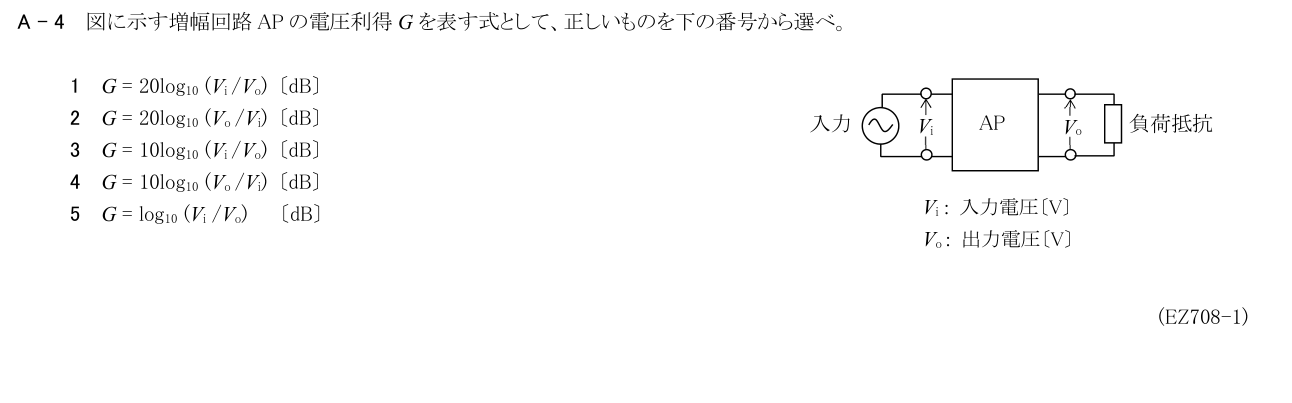 A-4 図に示す増幅回路 AP の電圧利得 G を表す式として、正しいものを下の番号から選べ。
1 G = 20log₁₀ (Vᵢ/Vₒ) 〔dB〕
2 G = 20log₁₀ (Vₒ/Vᵢ) 〔dB〕
3 G = 10log₁₀ (Vᵢ/Vₒ) 〔dB〕
4 G = 10log₁₀ (Vₒ/Vᵢ) 〔dB〕
5 G = log₁₀ (Vᵢ/Vₒ) 〔dB〕
入力 Vᵢ AP Vₒ 負荷抵抗
Vᵢ: 入力電圧〔V〕
Vₒ: 出力電圧〔V〕
(EZ708-1)